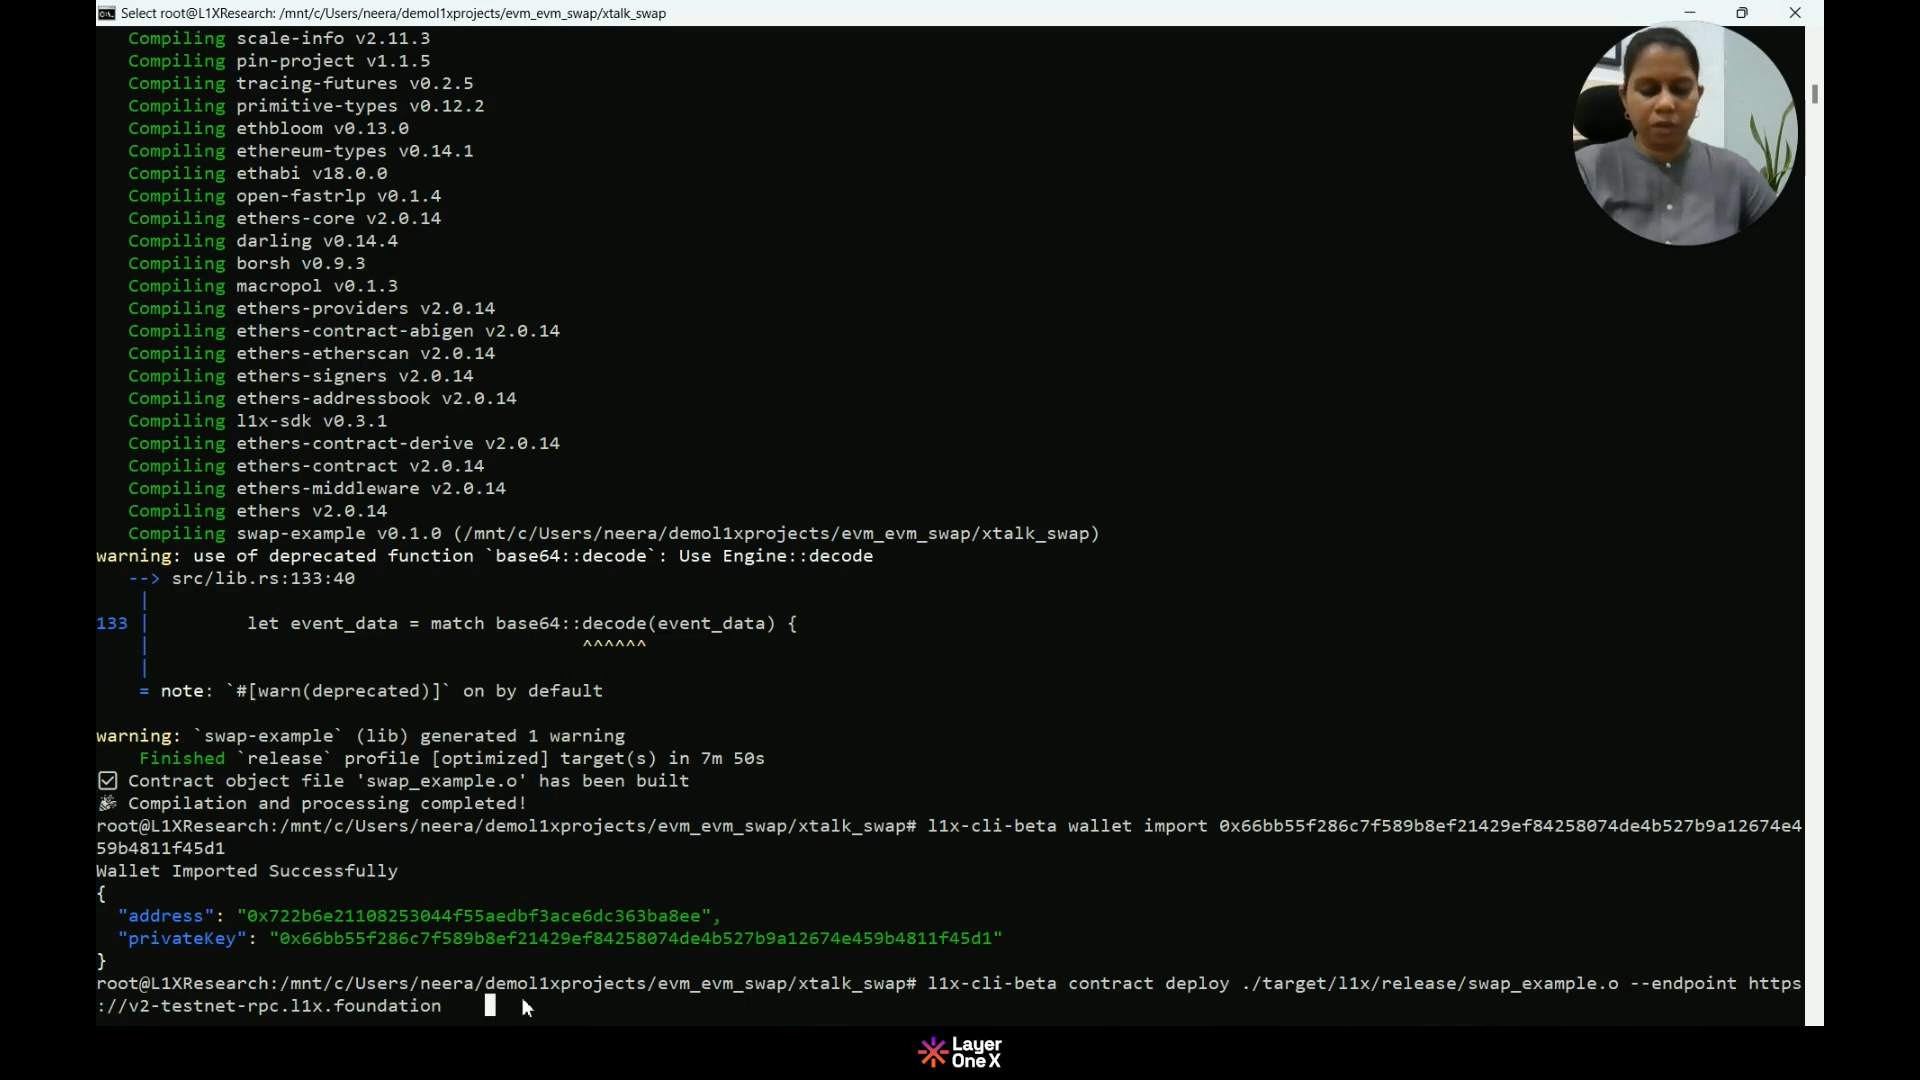 Select root@L1XResearch: /mnt/c/Users/neera/demol1xprojects/evm_evm_swap/xtalk_swap
Compiling scale-info v2.11.3
Compiling pin-project v1.1.5
Compiling tracing-futures v0.2.5
Compiling primitive-types v0.12.2
Compiling ethbloom v0.13.0
Compiling ethereum-types v0.14.1
Compiling ethabi v18.0.0
Compiling open-fastrlp v0.1.4
Compiling ethers-core v2.0.14
Compiling darling v0.14.4
Compiling borsh v0.9.3
Compiling macropol v0.1.3
Compiling ethers-providers v2.0.14
Compiling ethers-contract-abigen v2.0.14
Compiling ethers-etherscan v2.0.14
Compiling ethers-signers v2.0.14
Compiling ethers-addressbook v2.0.14
Compiling l1x-sdk v0.3.1
Compiling ethers-contract-derive v2.0.14
Compiling ethers-contract v2.0.14
Compiling ethers-middleware v2.0.14
Compiling ethers v2.0.14
Compiling swap-example v0.1.0 (/mnt/c/Users/neera/demol1xprojects/evm_evm_swap/xtalk_swap)
warning: use of deprecated function `base64::decode`: Use Engine::decode
--> src/lib.rs:133:40
|
133 | let event_data = match base64::decode(event_data) {
| ^^^^^^
|
= note: `#[warn(deprecated)]` on by default
warning: `swap-example` (lib) generated 1 warning
Finished `release` profile [optimized] target(s) in 7m 50s
☑ Contract object file 'swap_example.o' has been built
🎉 Compilation and processing completed!
root@L1XResearch:/mnt/c/Users/neera/demol1xprojects/evm_evm_swap/xtalk_swap# l1x-cli-beta wallet import 0x66bb55f286c7f589b8ef21429ef84258074de4b527b9a12674e4
59b4811f45d1
Wallet Imported Successfully
{
"address": "0x722b6e21108253044f55aedbf3ace6dc363ba8ee",
"privateKey": "0x66bb55f286c7f589b8ef21429ef84258074de4b527b9a12674e459b4811f45d1"
}
root@L1XResearch:/mnt/c/Users/neera/demol1xprojects/evm_evm_swap/xtalk_swap# l1x-cli-beta contract deploy ./target/l1x/release/swap_example.o --endpoint https
://v2-testnet-rpc.l1x.foundation
Layer
One X